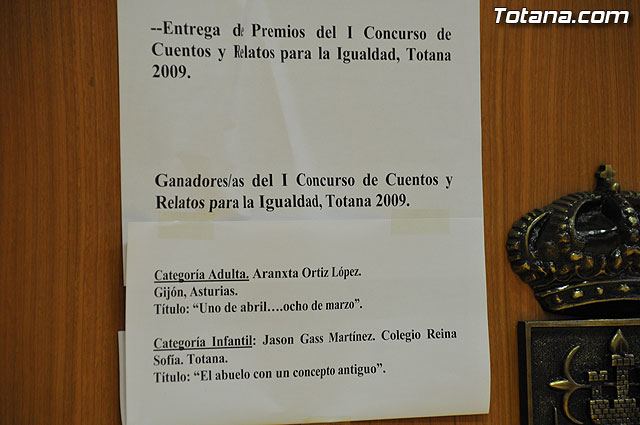 Totana.com
--Entrega de Premios del I Concurso de
Cuentos y Relatos para la Igualdad, Totana
2009.
Ganadores/as del I Concurso de Cuentos y
Relatos para la Igualdad, Totana 2009.
Categoría Adulta. Aranxta Ortiz López.
Gijón, Asturias.
Título: “Uno de abril….ocho de marzo”.
Categoría Infantil: Jason Gass Martínez. Colegio Reina
Sofía. Totana.
Título: “El abuelo con un concepto antiguo”.